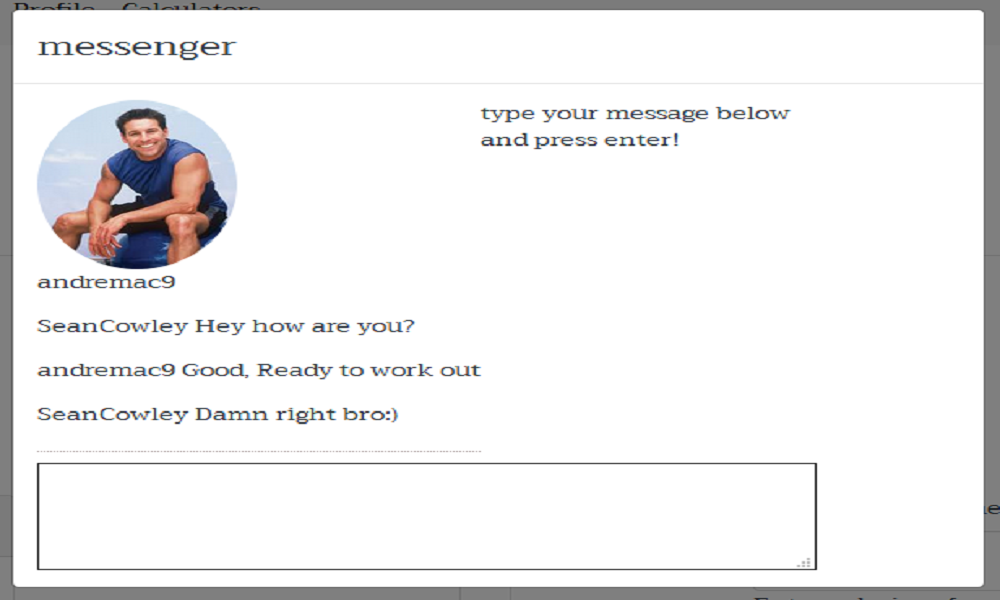 Profile Calculators
messenger
type your message below
and press enter!
andremac9
SeanCowley Hey how are you?
andremac9 Good, Ready to work out
SeanCowley Damn right bro:)